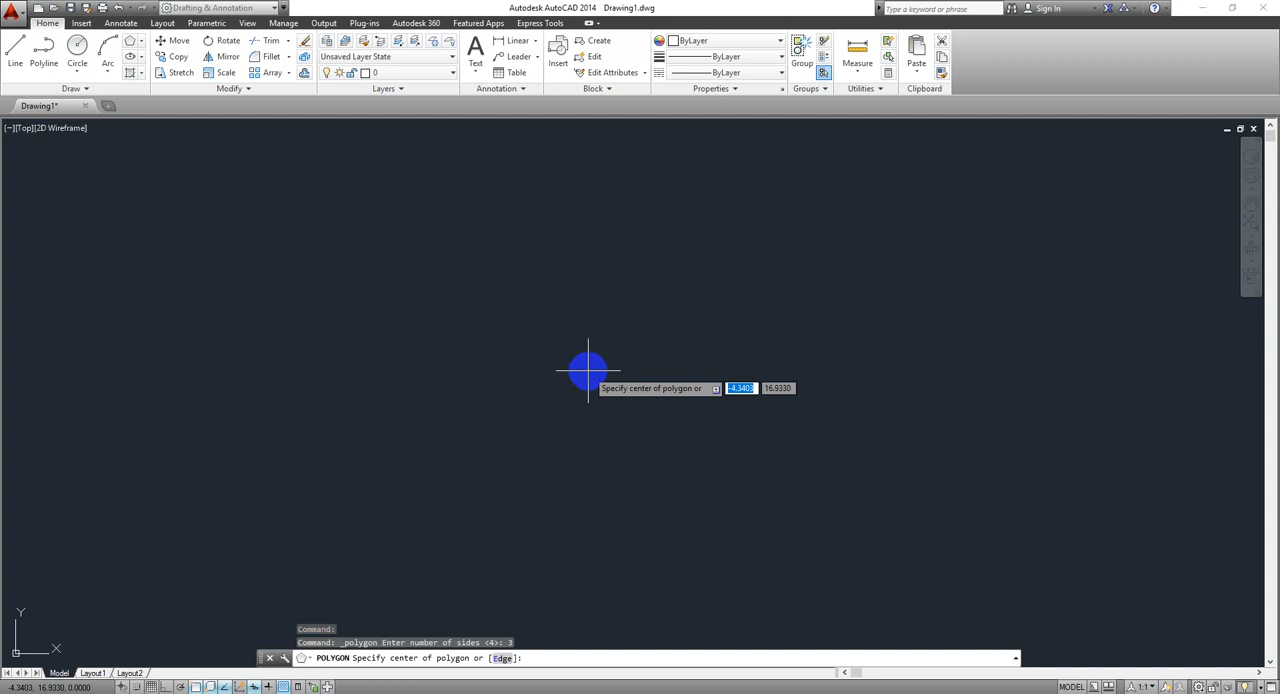 Drafting & Annotation
Autodesk AutoCAD 2014 Drawing1.dwg
Type a keyword or phrase
Sign In
Home Insert Annotate Layout Parametric View Manage Output Plug-ins Autodesk 360 Featured Apps Express Tools
Line Polyline Circle Arc
Move Rotate Trim
Copy Mirror Fillet
Stretch Scale Array
Unsaved Layer State
0
Text
Linear
Leader
Table
Insert
Create
Edit
Edit Attributes
ByLayer
ByLayer
ByLayer
Group
Measure
Paste
Draw Modify Layers Annotation Block Properties Groups Utilities Clipboard
Drawing1*
[−][Top][2D Wireframe]
Specify center of polygon or -4.3403 16.9330
Y
X
Command:
Command: _polygon Enter number of sides <4>: 3
POLYGON Specify center of polygon or [Edge]:
Model Layout1 Layout2
-4.3403, 16.9330, 0.0000
MODEL 1:1